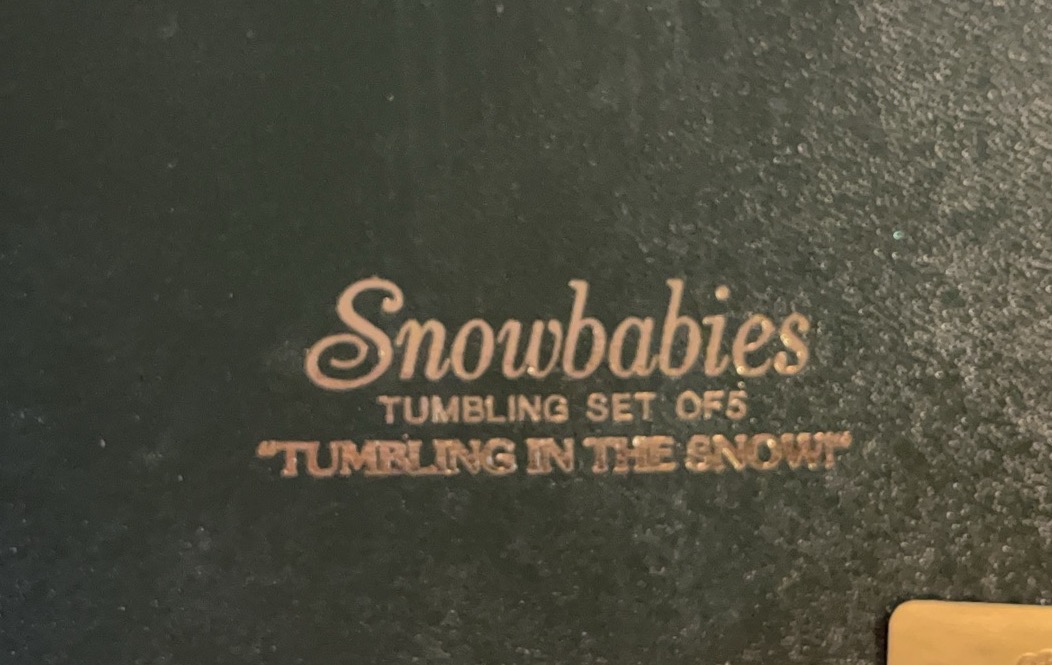 Snowbabies
TUMBLING SET OF5
"TUMBLING IN THE SNOW!"